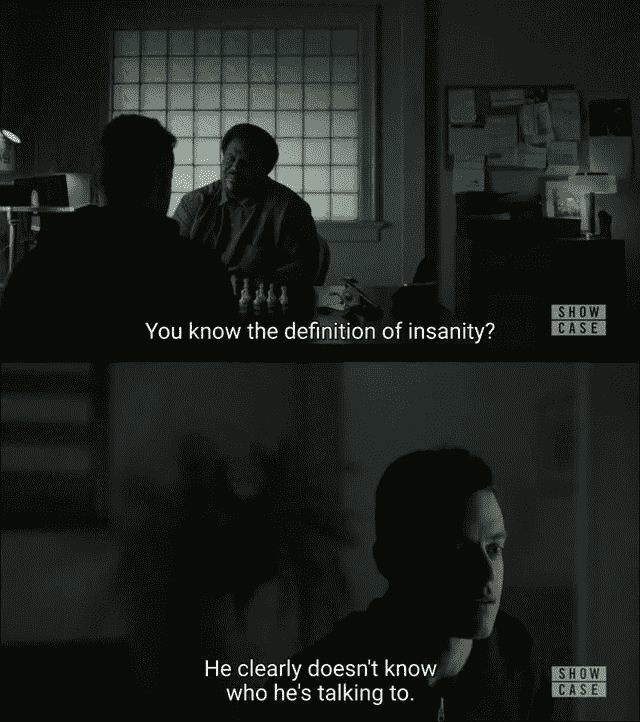 You know the definition of insanity?
SHOW
CASE
He clearly doesn't know
who he's talking to.
SHOW
CASE